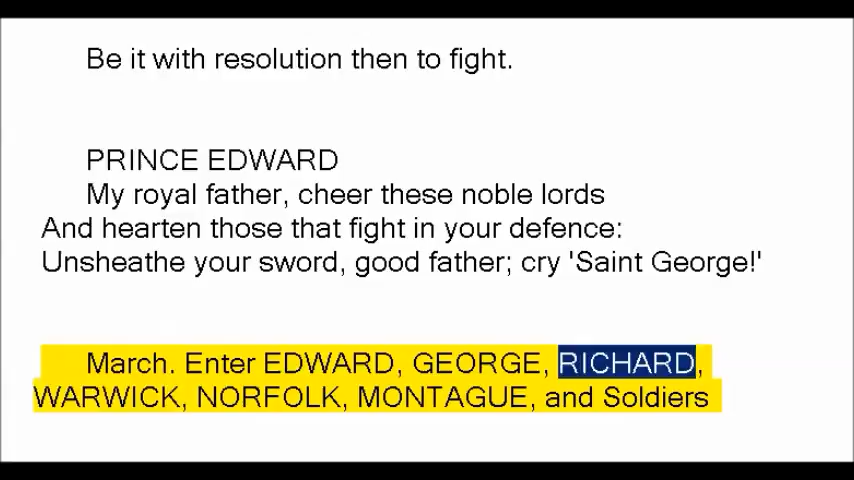 Be it with resolution then to fight.
PRINCE EDWARD
My royal father, cheer these noble lords
And hearten those that fight in your defence:
Unsheathe your sword, good father; cry 'Saint George!'
March. Enter EDWARD, GEORGE, RICHARD,
WARWICK, NORFOLK, MONTAGUE, and Soldiers